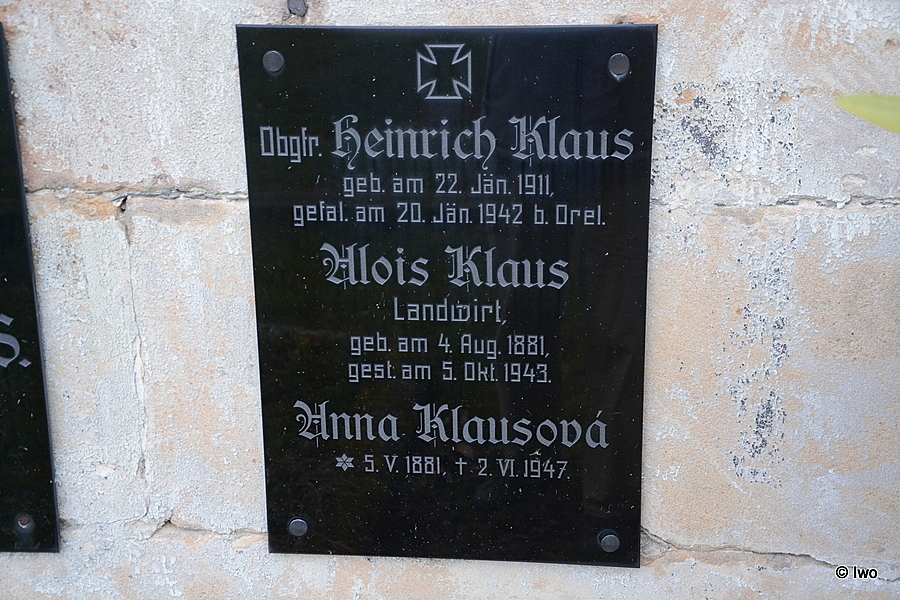 Obgfr. Heinrich Klaus
geb. am 22. Jän. 1911,
gefal. am 20. Jän. 1942 b. Orel.
Alois Klaus
Landwirt,
geb. am 4. Aug. 1881,
gest. am 5. Okt. 1943.
Anna Klausová
* 5. V. 1881, † 2. VI. 1947.
s.
© Iwo